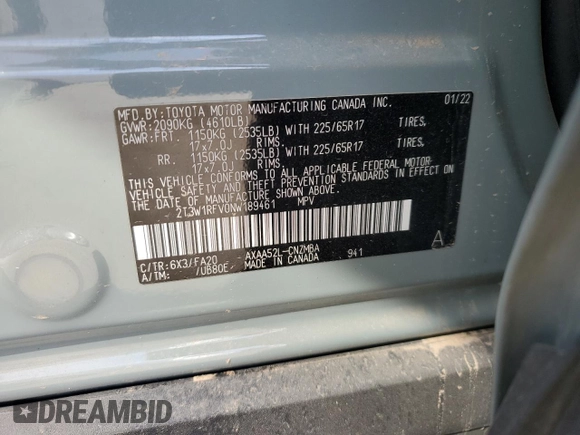 MFD.BY:TOYOTA MOTOR MANUFACTURING CANADA INC. 01/22
GVWR:2090KG (4610LB)
GAWR:FRT. 1150KG (2535LB) WITH 225/65R17 TIRES,
17x7.0J RIMS.
RR. 1150KG (2535LB) WITH 225/65R17 TIRES,
17x7.0J RIMS.
THIS VEHICLE CONFORMS TO ALL APPLICABLE FEDERAL MOTOR
VEHICLE SAFETY AND THEFT PREVENTION STANDARDS IN EFFECT
ON THE DATE OF MANUFACTURE SHOWN ABOVE.
2T3W1RFV0NW189461 MPV
C/TR:6X3/FA20 AXAA52L-CNZMBA 941 A
A/TM: /U680E MADE IN CANADA
DREAMBID